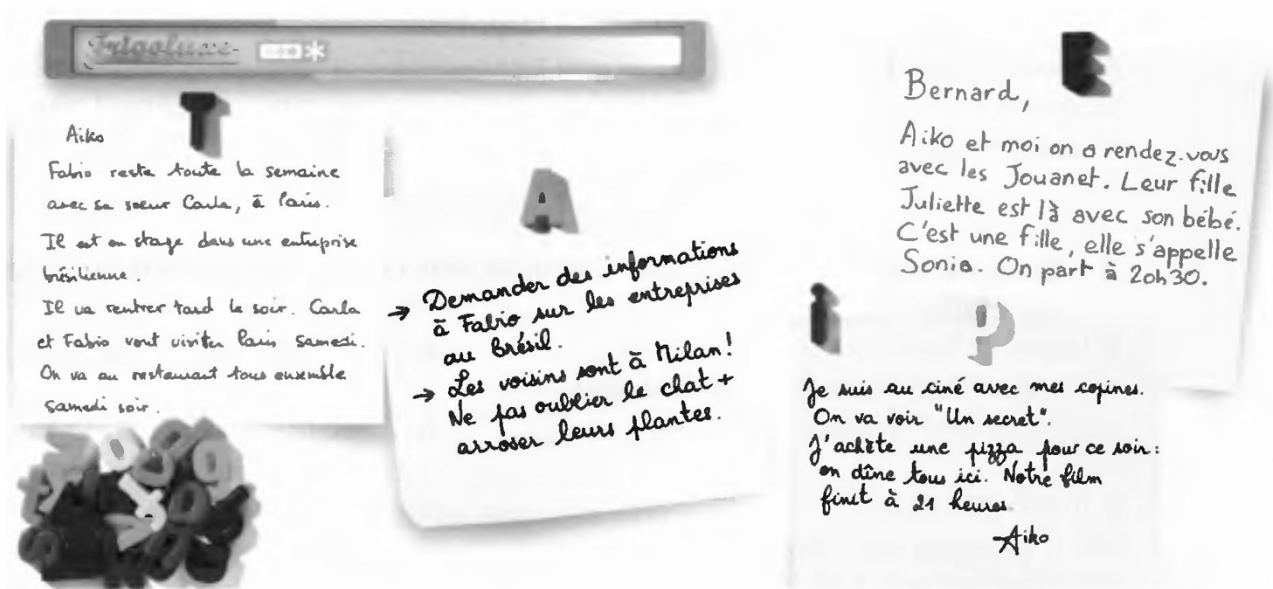 Frigoluxe
Aiko
Fabio reste toute la semaine
avec sa soeur Carla, à Paris.
Il est en stage dans une entreprise
brésilienne.
Il va rentrer tard le soir. Carla
et Fabio vont visiter Paris samedi.
On va au restaurant tous ensemble
samedi soir.
→ Demander des informations
à Fabio sur les entreprises
au Brésil.
→ Les voisins sont à Milan!
Ne pas oublier le chat +
arroser leurs plantes.
Bernard,
Aiko et moi on a rendez-vous
avec les Jouanet. Leur fille
Juliette est là avec son bébé.
C'est une fille, elle s'appelle
Sonia. On part à 20h30.
Je suis au ciné avec mes copines.
On va voir "Un secret".
J'achète une pizza pour ce soir:
on dîne tous ici. Notre film
finit à 21 heures.
Aiko